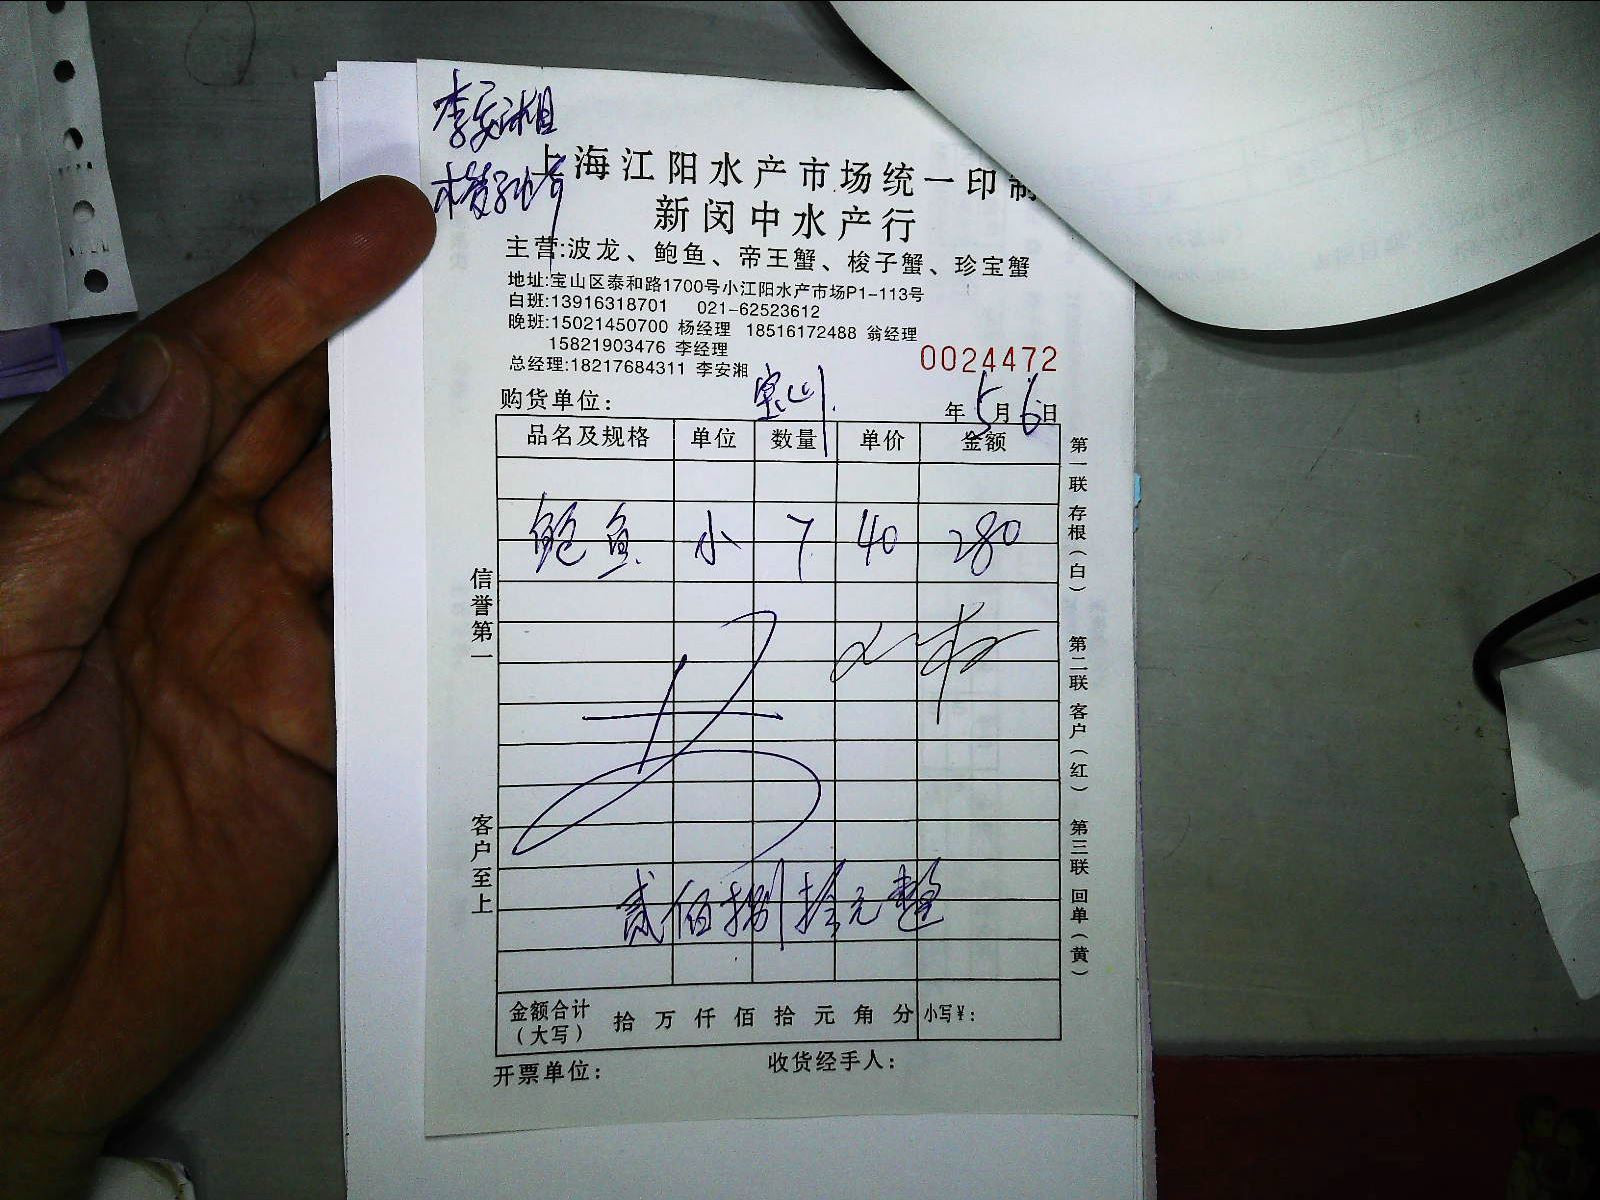 李安湘
上海江阳水产市场统一印制
新闵中水产行
主营:波龙、鲍鱼、帝王蟹、梭子蟹、珍宝蟹
地址:宝山区泰和路1700号小江阳水产市场P1-113号
白班:13916318701 021-62523612
晚班:15021450700 杨经理 18516172488 翁经理
15821903476 李经理
总经理:18217684311 李安湘
0024472
购货单位: 宝山 年5月6日
品名及规格 单位 数量 单价 金额
鲍鱼 小 7 40 280
贰佰捌拾元整
金额合计(大写) 拾 万 仟 佰 拾 元 角 分 小写¥:
开票单位: 收货经手人:
信誉第一 客户至上
第一联 存根(白) 第二联 客户(红) 第三联 回单(黄)